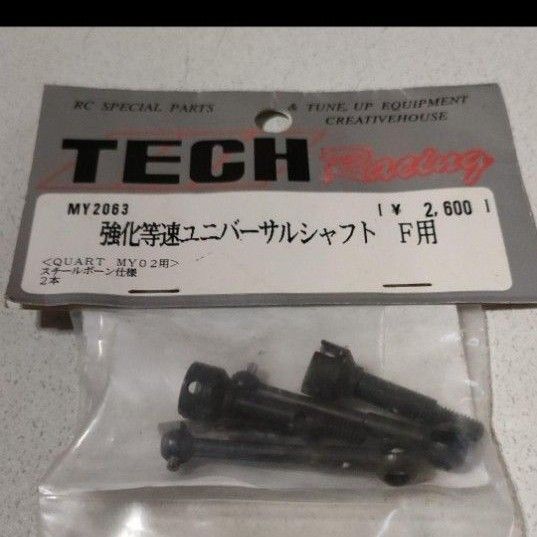 RC SPECIAL PARTS & TUNE, UP EQUIPMENT
CREATIVEHOUSE
TECH Racing
MY2063 ¥ 2,600
強化等速ユニバーサルシャフト F用
<QUART MY02用>
スチールボーン仕様
2本